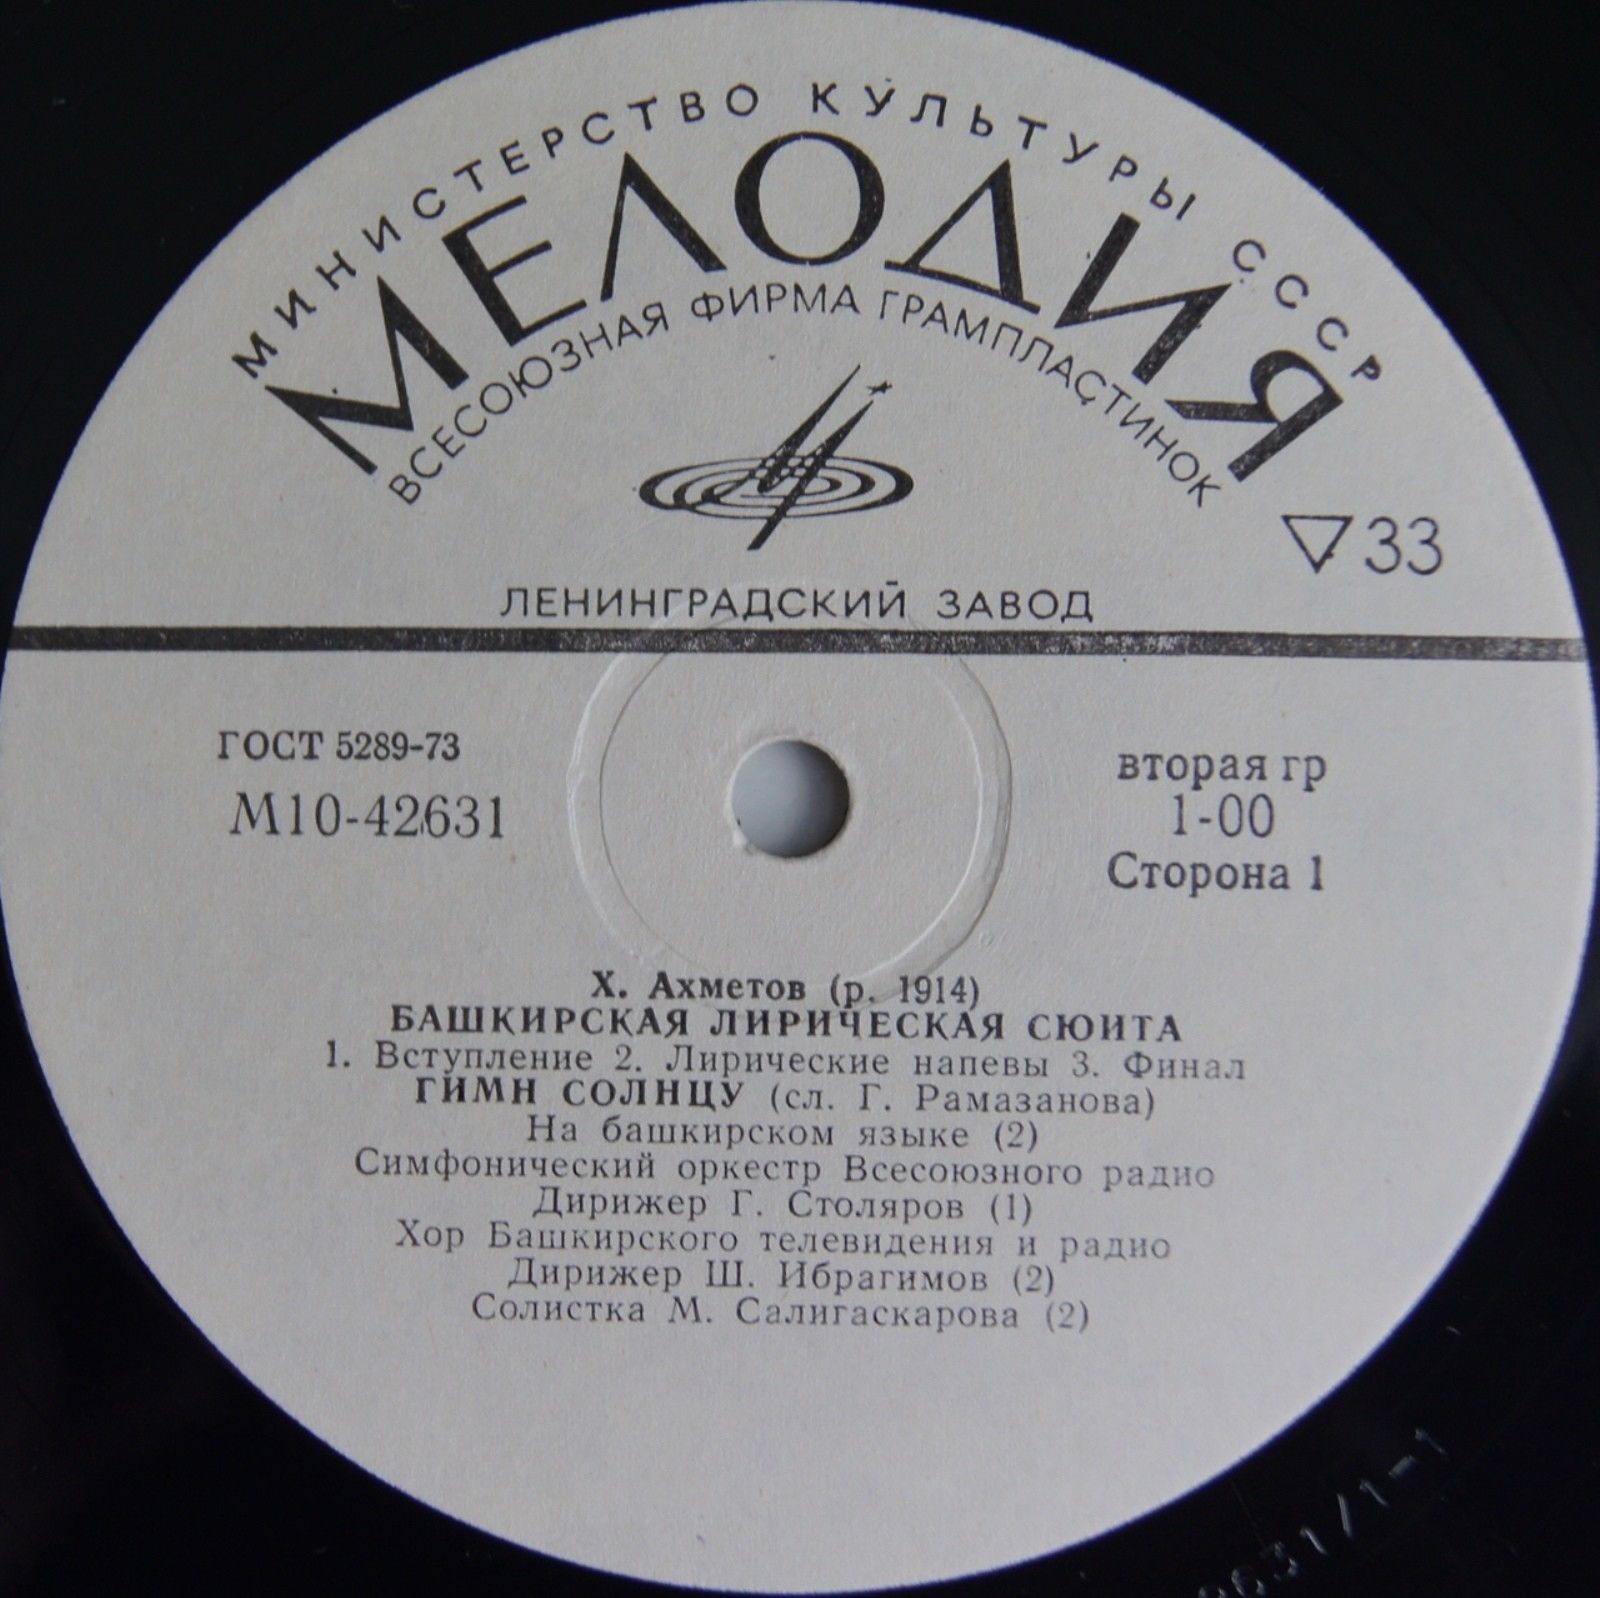 МИНИСТЕРСТВО КУЛЬТУРЫ СССР
МЕЛОДИЯ
ВСЕСОЮЗНАЯ ФИРМА ГРАМПЛАСТИНОК
33
ЛЕНИНГРАДСКИЙ ЗАВОД
ГОСТ 5289-73
М10-42631
вторая гр
1-00
Сторона 1
Х. Ахметов (р. 1914)
БАШКИРСКАЯ ЛИРИЧЕСКАЯ СЮИТА
1. Вступление 2. Лирические напевы 3. Финал
ГИМН СОЛНЦУ (сл. Г. Рамазанова)
На башкирском языке (2)
Симфонический оркестр Всесоюзного радио
Дирижер Г. Столяров (1)
Хор Башкирского телевидения и радио
Дирижер Ш. Ибрагимов (2)
Солистка М. Салигаскарова (2)